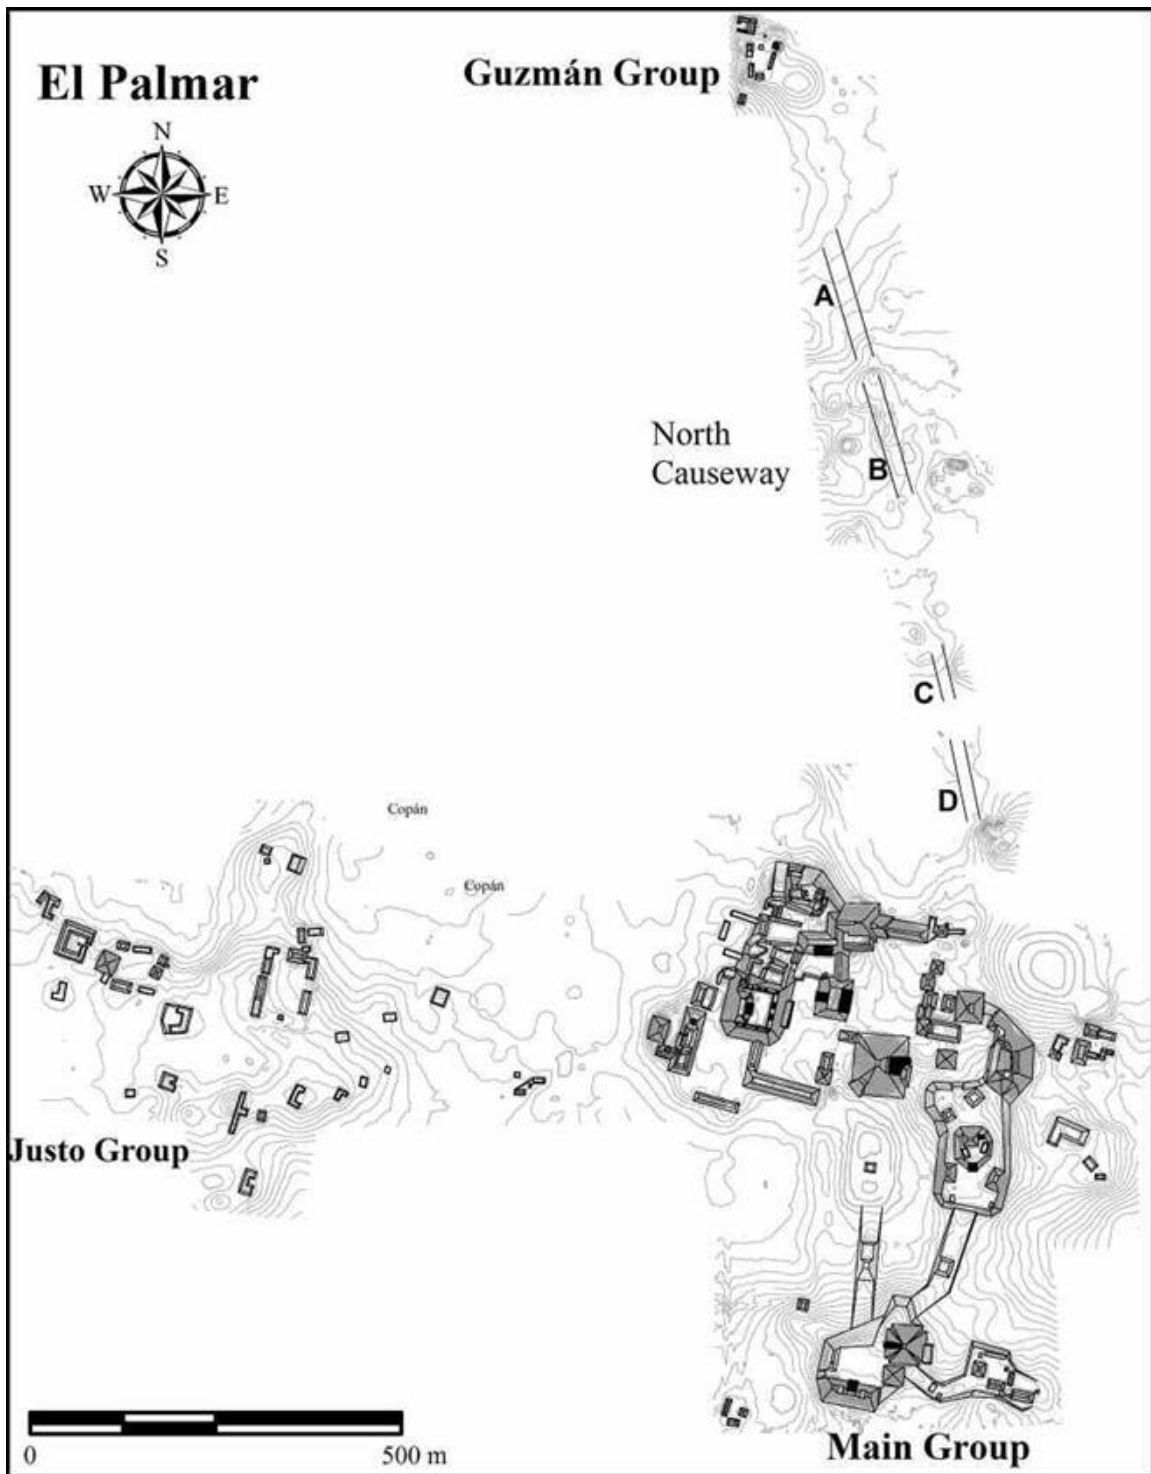 El Palmar
Guzmán Group
N
W
E
S
A
North
Causeway
B
C
D
Copán
Copán
Justo Group
0
500 m
Main Group